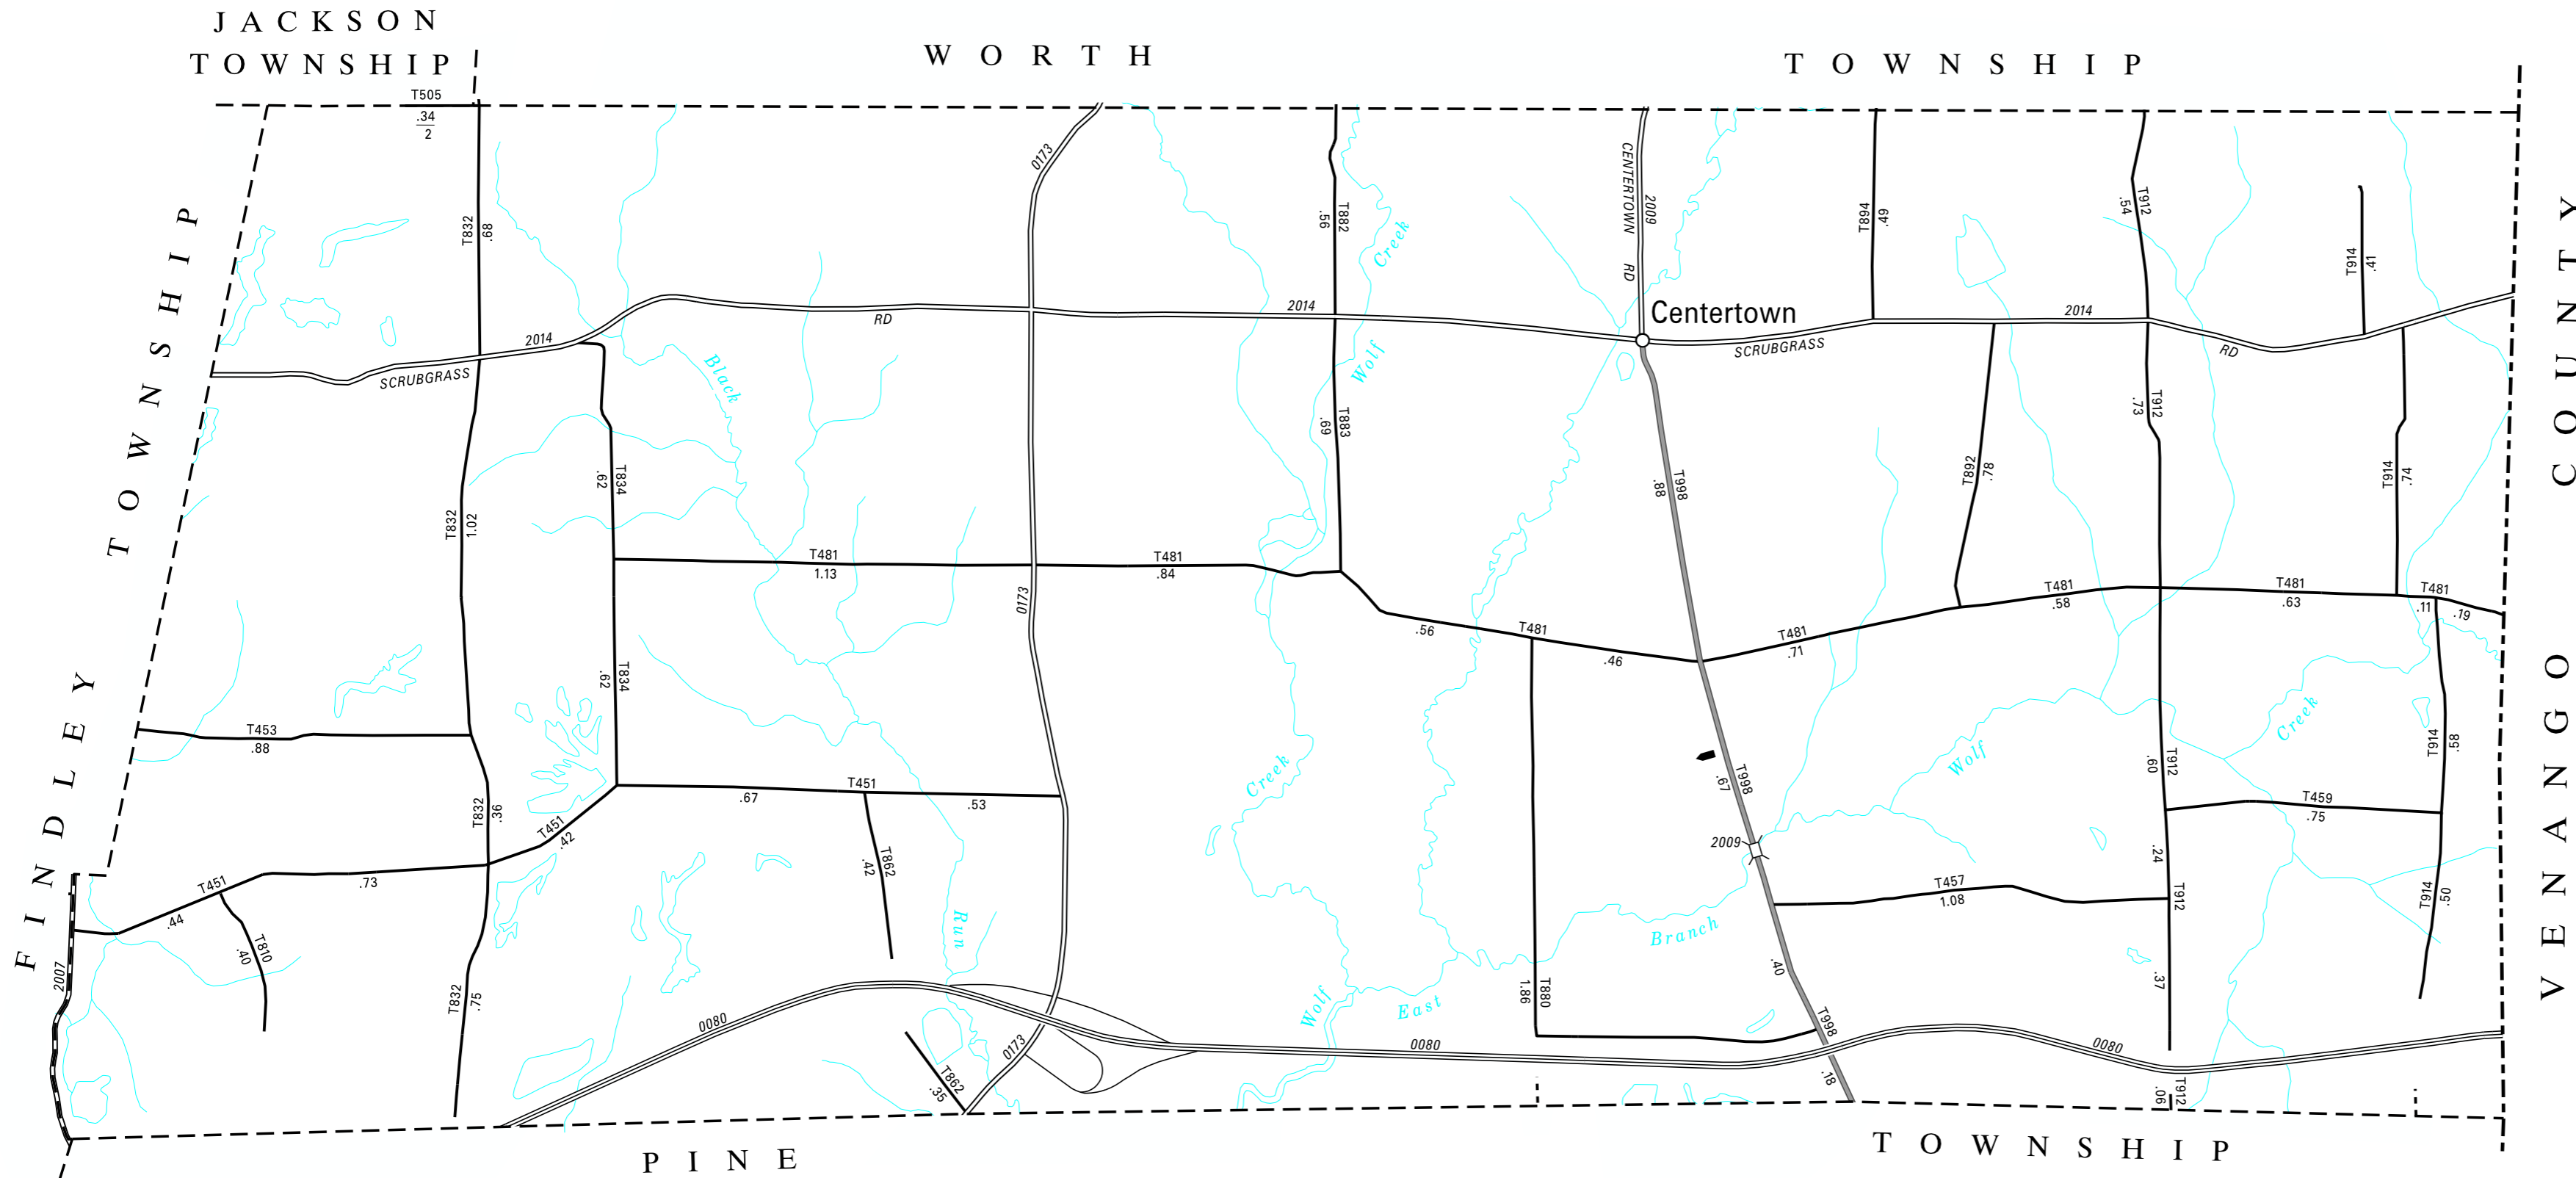 JACKSON
TOWNSHIP
WORTH
TOWNSHIP
T505
.34
2
FINDLEY
TOWNSHIP
VENANGO
COUNTY
T832
.68
0173
T882
.56
Creek
CENTERTOWN RD
2009
T894
.49
T912
.54
T914
.41
2014
SCRUBGRASS
RD
2014
Centertown
SCRUBGRASS
2014
RD
Black
Wolf
T883
.69
T834
.62
T832
1.02
T998
.88
T892
.78
T912
.73
T914
.74
T481
1.13
T481
.84
0173
.56
T481
.46
T481
.71
T481
.58
T481
.63
T481
.11
.19
T834
.62
T453
.88
T832
.36
T451
.42
.67
T451
.53
Creek
T998
.67
Wolf
Creek
T912
.60
T914
.58
T459
.75
2009
.24
T862
.42
T451
.44
.73
T457
1.08
T912
.37
T914
.50
T810
.40
2007
T832
.75
Run
Branch
Wolf
East
T880
1.86
.40
T998
0080
0173
0080
0080
T862
.35
.18
T912
.06
PINE
TOWNSHIP